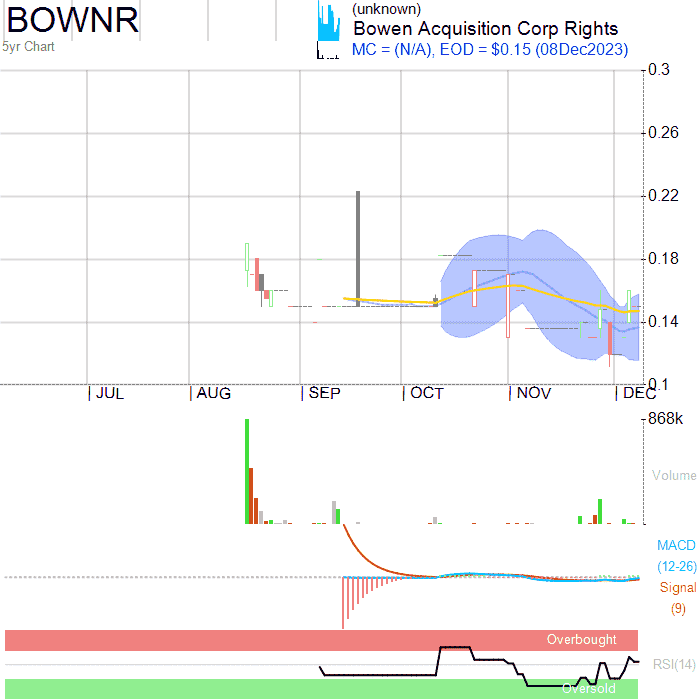 BOWNR
5yr Chart
(unknown)
Bowen Acquisition Corp Rights
MC = (N/A), EOD = $0.15 (08Dec2023)
0.3
0.26
0.22
0.18
0.14
0.1
JUL AUG SEP OCT NOV DEC
868k
Volume
MACD
(12-26)
Signal
(9)
Overbought
RSI(14)
Oversold